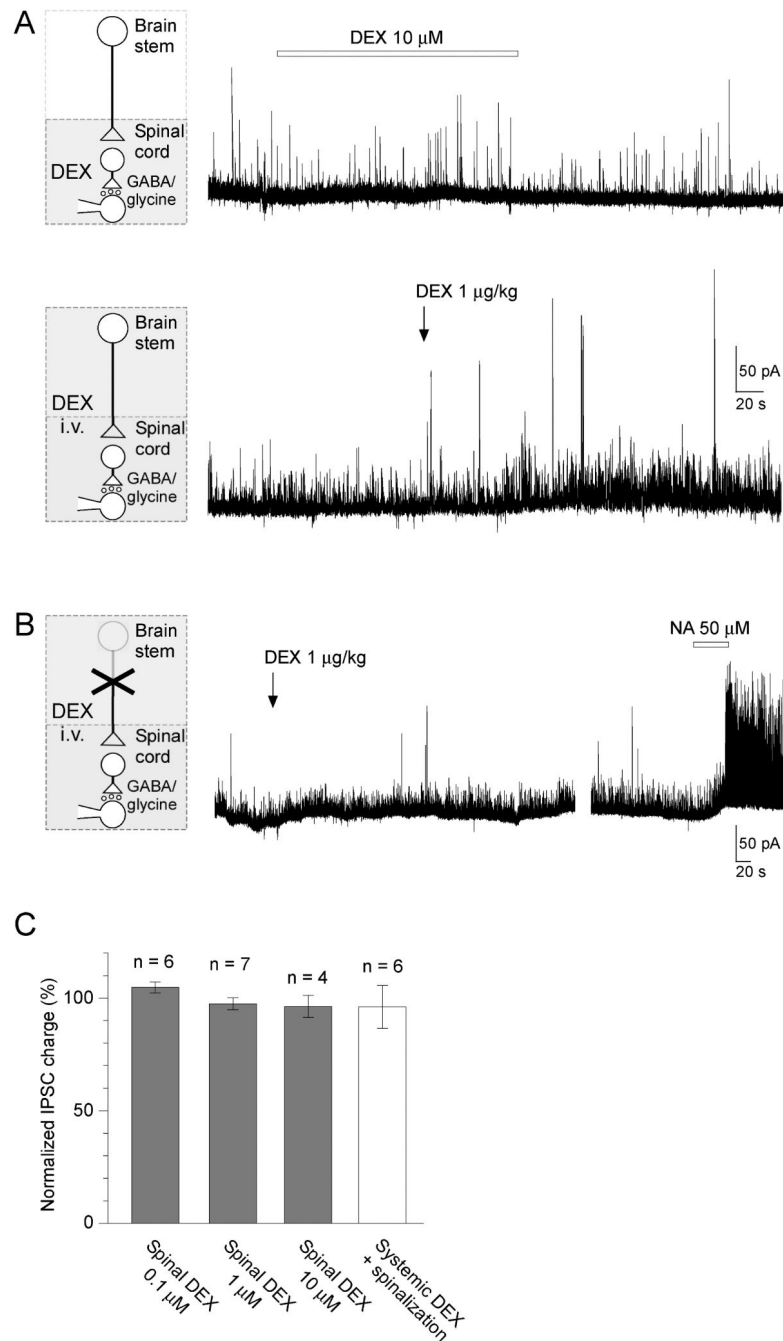 A
Brain
stem
DEX 10 μM
DEX
Spinal
cord
GABA/
glycine
Brain
stem
DEX 1 μg/kg
DEX
i.v.
Spinal
cord
GABA/
glycine
50 pA
20 s
B
Brain
stem
DEX 1 μg/kg
NA 50 μM
DEX
i.v.
Spinal
cord
GABA/
glycine
50 pA
20 s
C
n = 6
n = 7
n = 4
n = 6
Normalized IPSC charge (%)
100
50
0
Spinal DEX
0.1 μM
Spinal DEX
1 μM
Spinal DEX
10 μM
Systemic DEX
+ spinalization